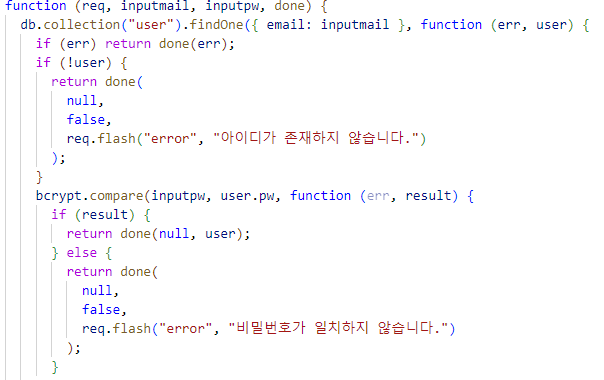 function (req, inputmail, inputpw, done) {
  db.collection("user").findOne({ email: inputmail }, function (err, user) {
    if (err) return done(err);
    if (!user) {
      return done(
        null,
        false,
        req.flash("error", "아이디가 존재하지 않습니다.")
      );
    }
    bcrypt.compare(inputpw, user.pw, function (err, result) {
      if (result) {
        return done(null, user);
      } else {
        return done(
          null,
          false,
          req.flash("error", "비밀번호가 일치하지 않습니다.")
        );
      }